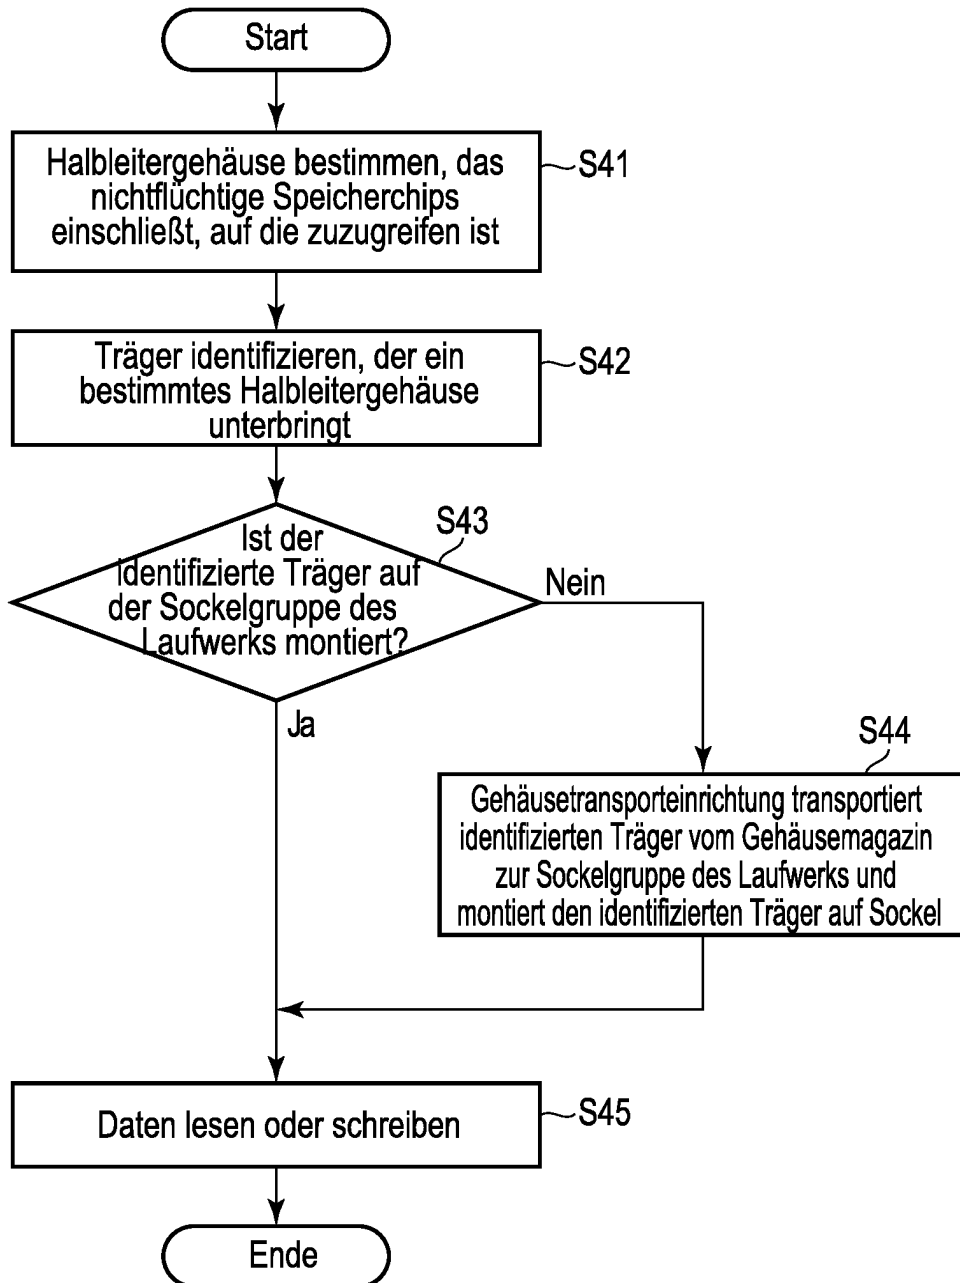 Start
Halbleitergehäuse bestimmen, das
nichtflüchtige Speicherchips
einschließt, auf die zuzugreifen ist
S41
Träger identifizieren, der ein
bestimmtes Halbleitergehäuse
unterbringt
S42
Ist der
identifizierte Träger auf
der Sockelgruppe des
Laufwerks montiert?
S43
Nein
Ja
S44
Gehäusetransporteinrichtung transportiert
identifizierten Träger vom Gehäusemagazin
zur Sockelgruppe des Laufwerks und
montiert den identifizierten Träger auf Sockel
Daten lesen oder schreiben
S45
Ende